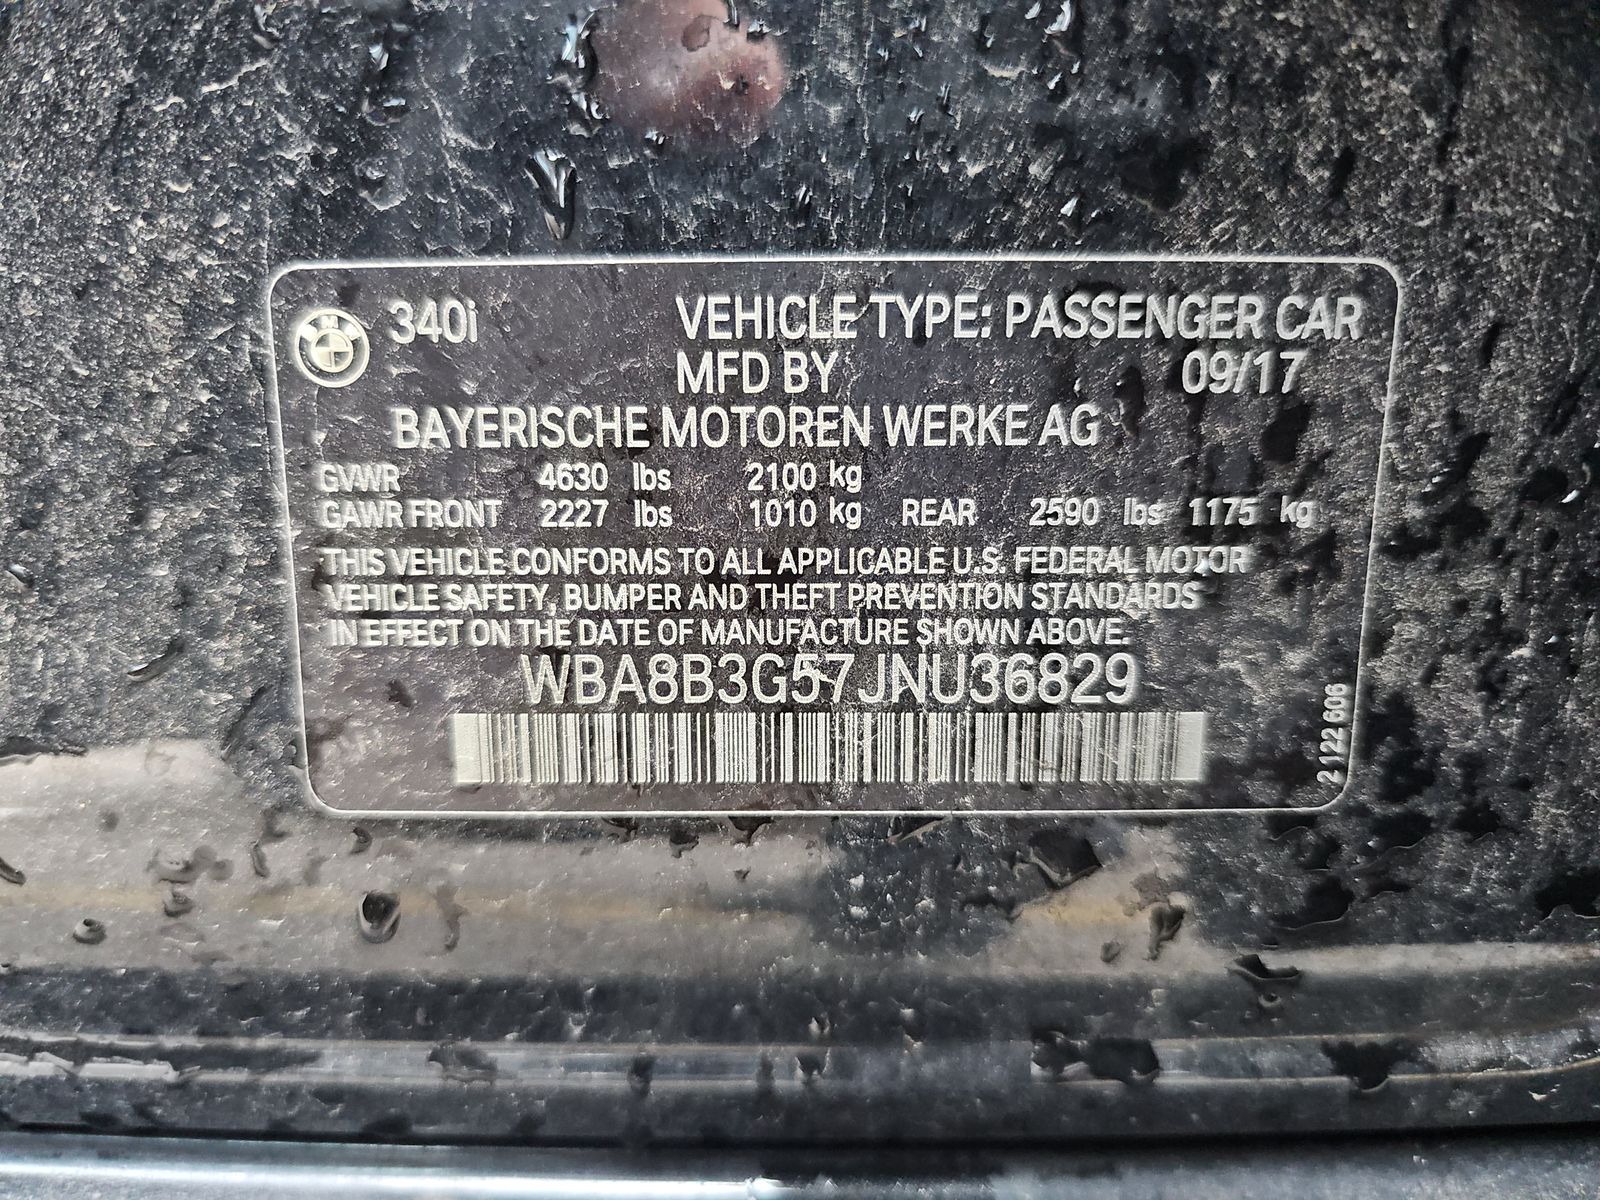 340i VEHICLE TYPE: PASSENGER CAR
MFD BY 09/17
BAYERISCHE MOTOREN WERKE AG
GVWR 4630 lbs 2100 kg
GAWR FRONT 2227 lbs 1010 kg REAR 2590 lbs 1175 kg
THIS VEHICLE CONFORMS TO ALL APPLICABLE U.S. FEDERAL MOTOR
VEHICLE SAFETY, BUMPER AND THEFT PREVENTION STANDARDS
IN EFFECT ON THE DATE OF MANUFACTURE SHOWN ABOVE.
WBA8B3G57JNU36829
2 122 606